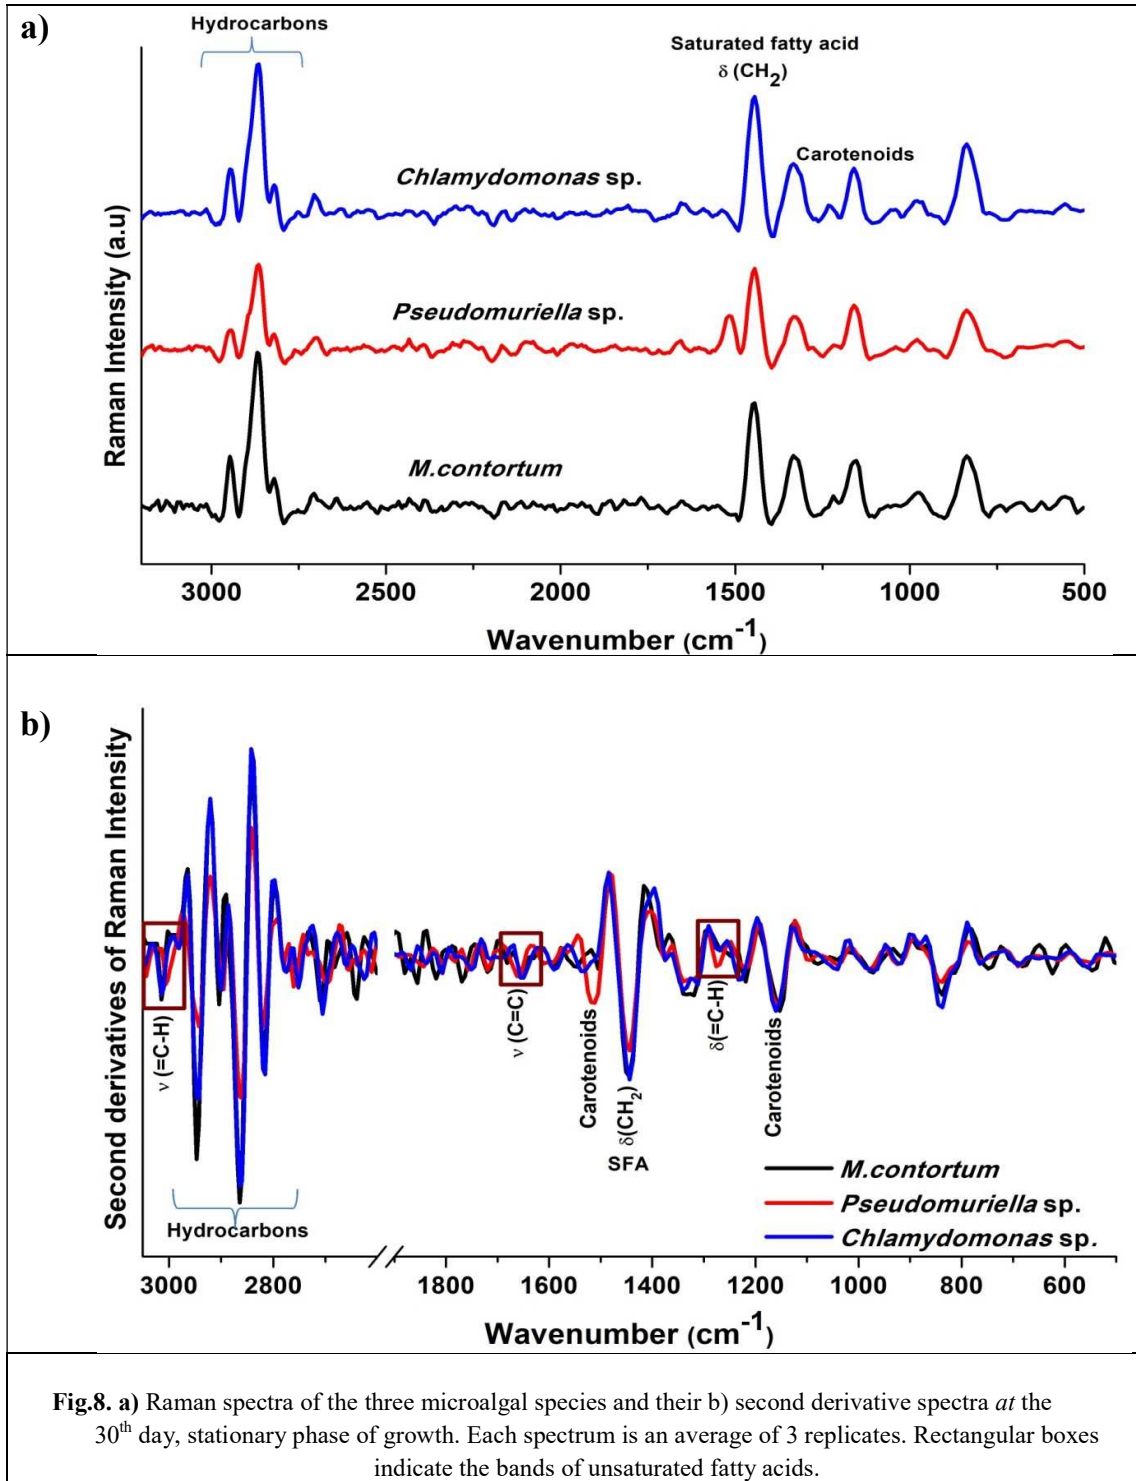 a)
Hydrocarbons
Saturated fatty acid
δ (CH2)
Carotenoids
Chlamydomonas sp.
Pseudomuriella sp.
M.contortum
Raman Intensity (a.u)
3000 2500 2000 1500 1000 500
Wavenumber (cm-1)
b)
Second derivatives of Raman Intensity
ν (=C-H)
Hydrocarbons
ν (C=C)
Carotenoids
δ(CH2)
SFA
δ(=C-H)
Carotenoids
M.contortum
Pseudomuriella sp.
Chlamydomonas sp.
3000 2800 1800 1600 1400 1200 1000 800 600
Wavenumber (cm-1)
Fig.8. a) Raman spectra of the three microalgal species and their b) second derivative spectra at the
30th day, stationary phase of growth. Each spectrum is an average of 3 replicates. Rectangular boxes
indicate the bands of unsaturated fatty acids.